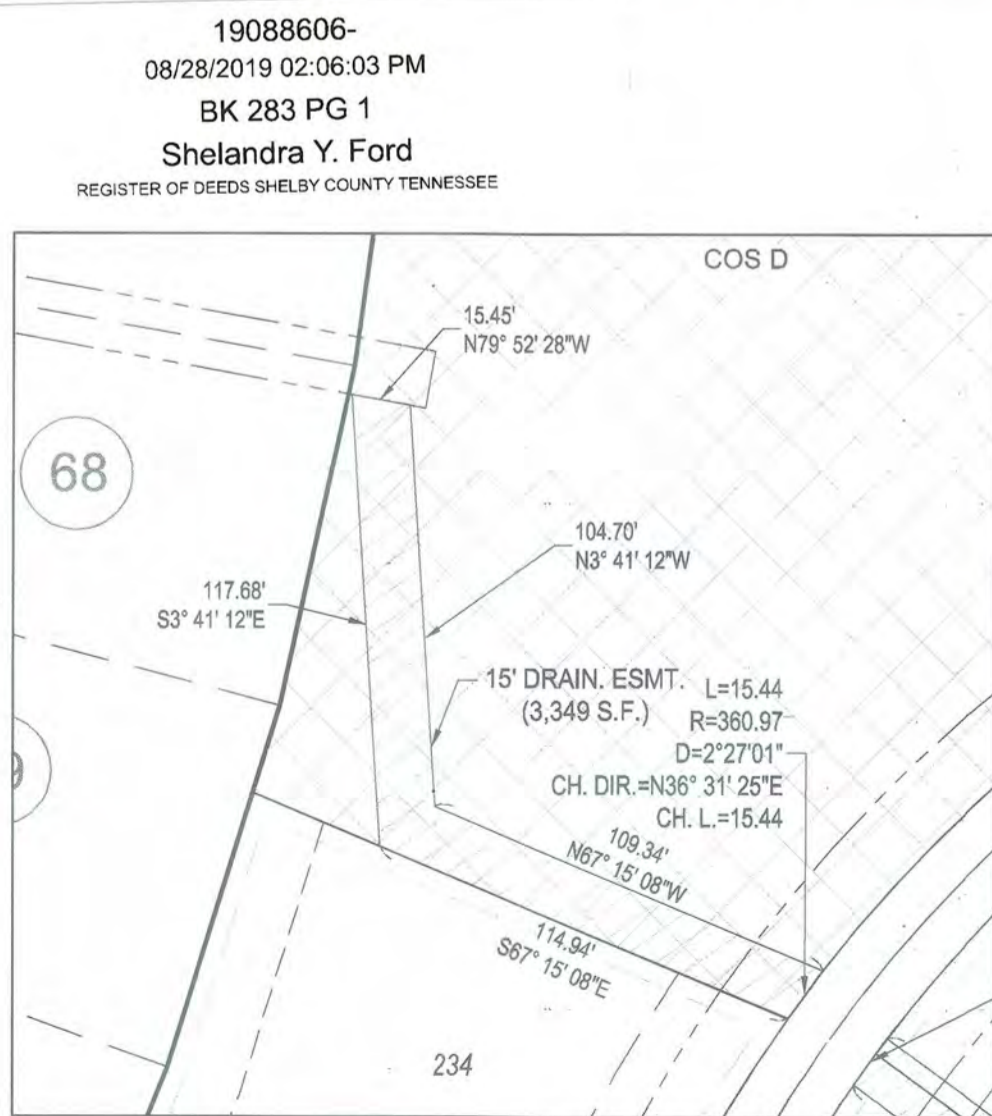 19088606-
08/28/2019 02:06:03 PM
BK 283 PG 1
Shelandra Y. Ford
REGISTER OF DEEDS SHELBY COUNTY TENNESSEE
COS D
15.45'
N79° 52' 28"W
68
104.70'
N3° 41' 12"W
117.68'
S3° 41' 12"E
15' DRAIN. ESMT.
(3,349 S.F.)
L=15.44
R=360.97
D=2°27'01"
CH. DIR.=N36° 31' 25"E
CH. L.=15.44
109.34'
N67° 15' 08"W
114.94'
S67° 15' 08"E
234